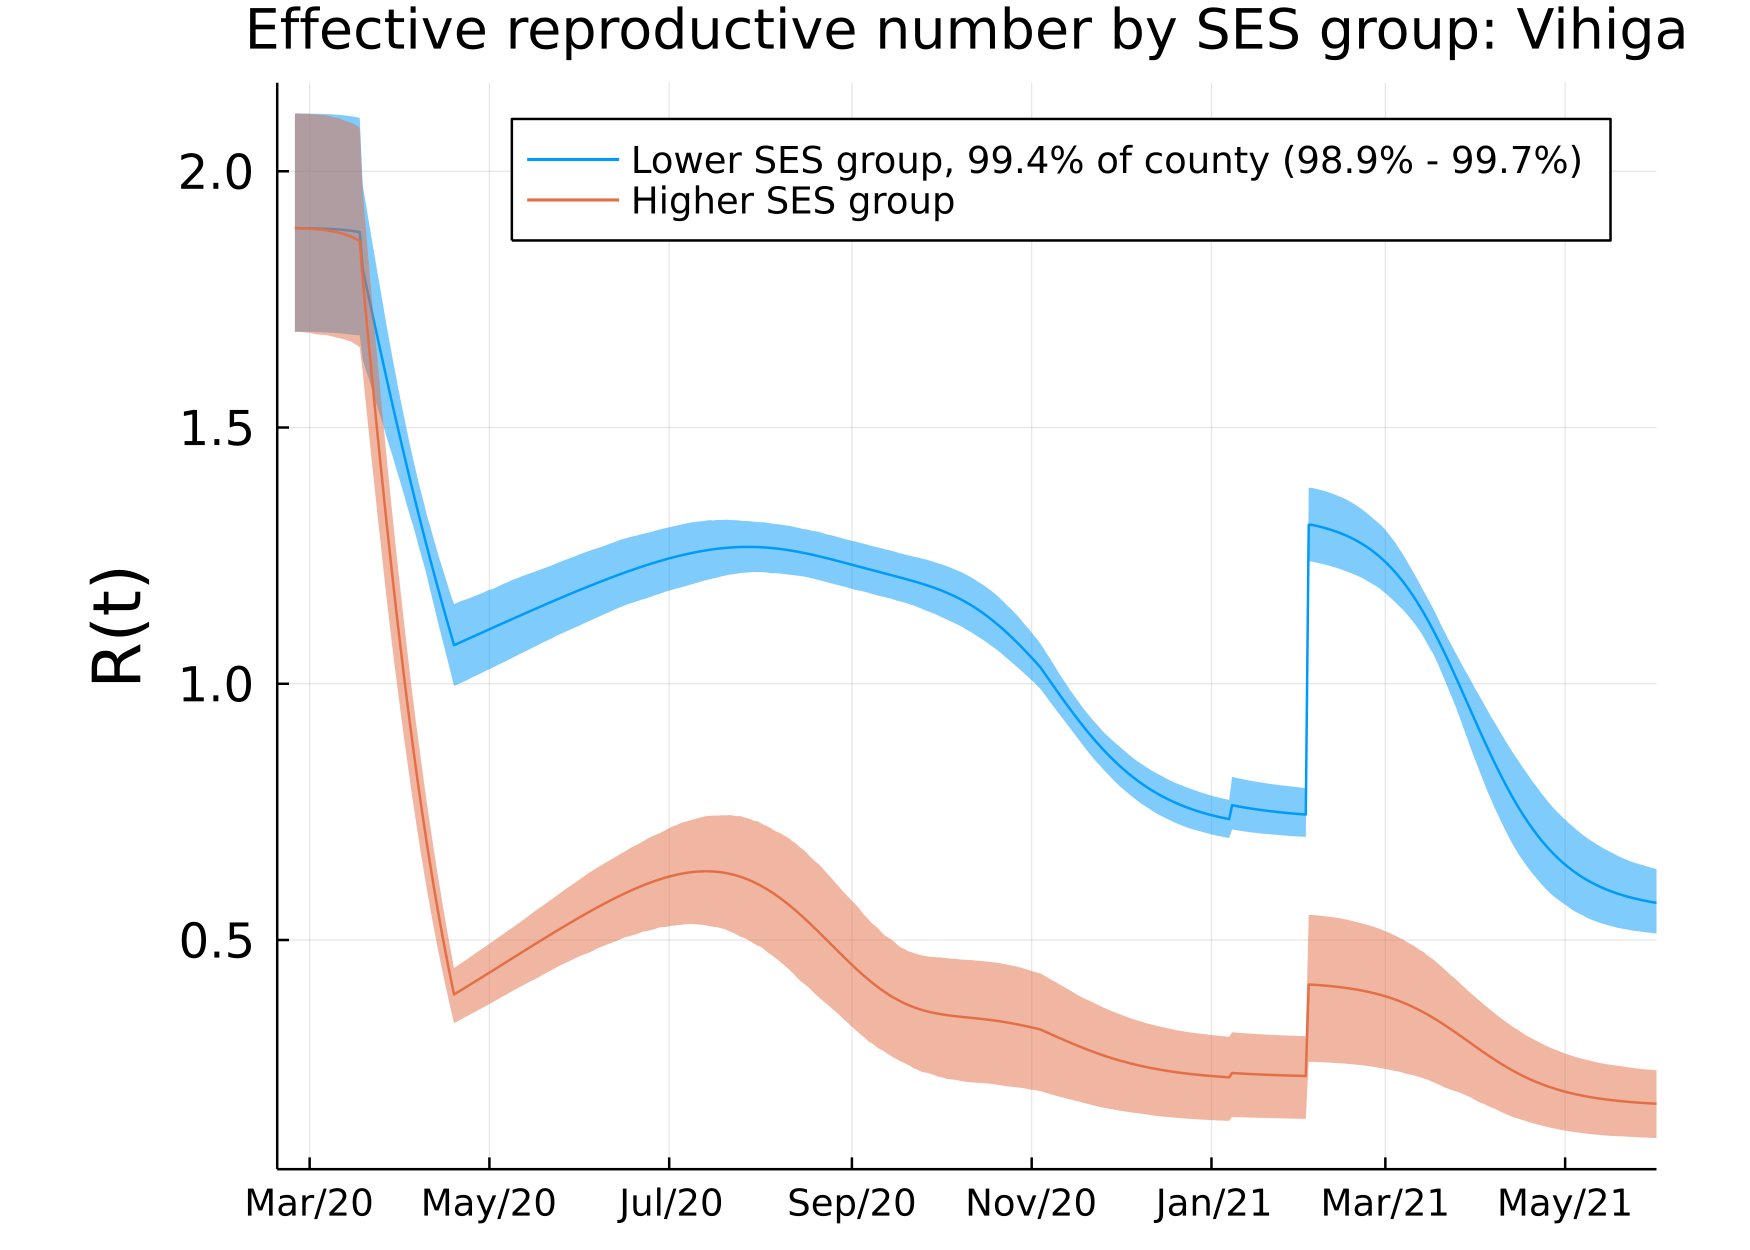 Effective reproductive number by SES group: Vihiga
Lower SES group, 99.4% of county (98.9% - 99.7%)
Higher SES group
2.0
1.5
1.0
0.5
R(t)
Mar/20 May/20 Jul/20 Sep/20 Nov/20 Jan/21 Mar/21 May/21